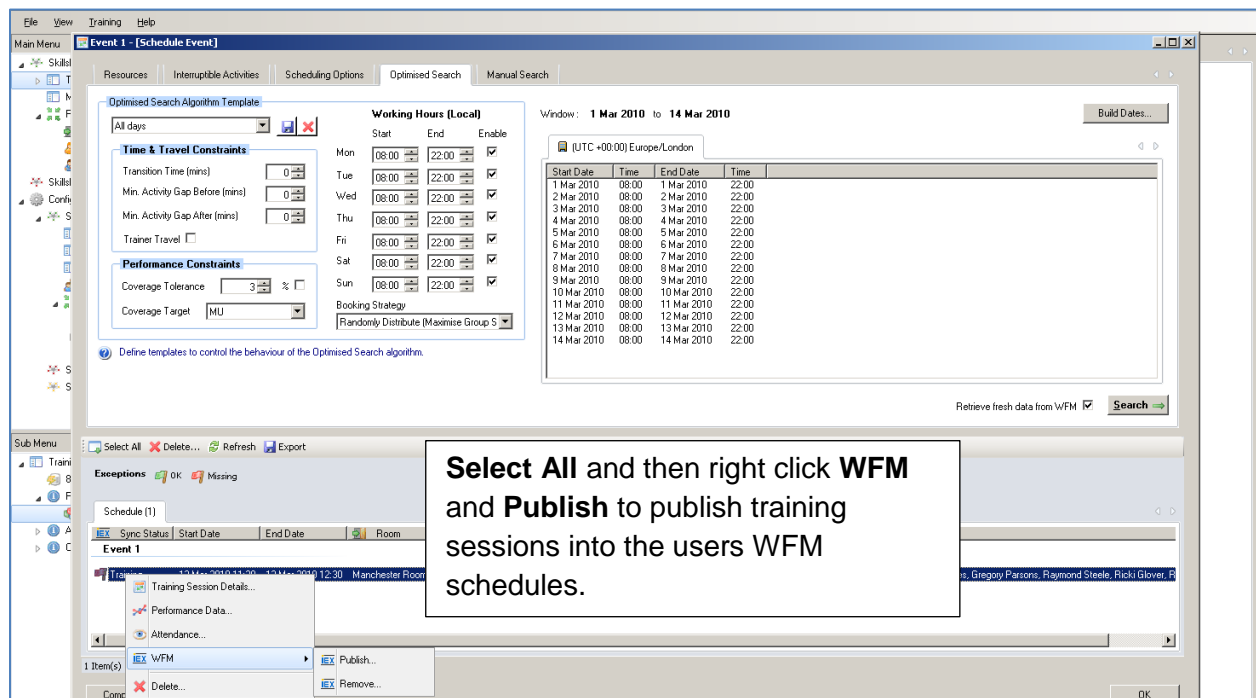 File View Training Help
Main Menu
Event 1 - [Schedule Event]
Resources Interruptible Activities Scheduling Options Optimised Search Manual Search
Optimised Search Algorithm Template
All days
Working Hours (Local)
Start End Enable
Mon 08:00 22:00
Tue 08:00 22:00
Wed 08:00 22:00
Thu 08:00 22:00
Fri 08:00 22:00
Sat 08:00 22:00
Sun 08:00 22:00
Booking Strategy
Randomly Distribute (Maximise Group S
Time & Travel Constraints
Transition Time (mins) 0
Min. Activity Gap Before (mins) 0
Min. Activity Gap After (mins) 0
Trainer Travel
Performance Constraints
Coverage Tolerance 3 %
Coverage Target MU
Define templates to control the behaviour of the Optimised Search algorithm.
Window: 1 Mar 2010 to 14 Mar 2010
Build Dates...
(UTC +00:00) Europe/London
Start Date Time End Date Time
1 Mar 2010 08:00 1 Mar 2010 22:00
2 Mar 2010 08:00 2 Mar 2010 22:00
3 Mar 2010 08:00 3 Mar 2010 22:00
4 Mar 2010 08:00 4 Mar 2010 22:00
5 Mar 2010 08:00 5 Mar 2010 22:00
6 Mar 2010 08:00 6 Mar 2010 22:00
7 Mar 2010 08:00 7 Mar 2010 22:00
8 Mar 2010 08:00 8 Mar 2010 22:00
9 Mar 2010 08:00 9 Mar 2010 22:00
10 Mar 2010 08:00 10 Mar 2010 22:00
11 Mar 2010 08:00 11 Mar 2010 22:00
12 Mar 2010 08:00 12 Mar 2010 22:00
13 Mar 2010 08:00 13 Mar 2010 22:00
14 Mar 2010 08:00 14 Mar 2010 22:00
Retrieve fresh data from WFM Search
Skills
T
M
F
Skills
Confi
S
S
S
Sub Menu
Traini
8
F
A
C
Select All Delete... Refresh Export
Exceptions OK Missing
Schedule (1)
IEX Sync Status Start Date End Date Room
Event 1
12:30 Manchester Room
s, Gregory Parsons, Raymond Steele, Ricki Glover, R
Select All and then right click WFM
and Publish to publish training
sessions into the users WFM
schedules.
Training Session Details...
Performance Data...
Attendance...
IEX WFM
Delete...
IEX Publish...
IEX Remove...
1 Item(s)
Comp
OK